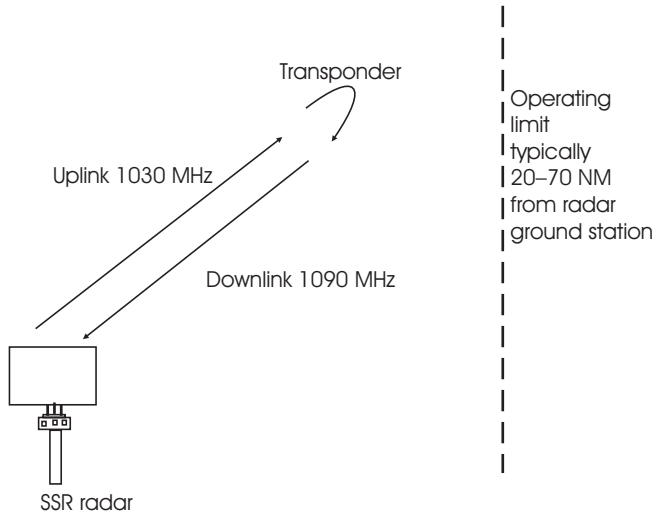 Transponder
Operating
limit
typically
20–70 NM
from radar
ground station
Uplink 1030 MHz
Downlink 1090 MHz
SSR radar